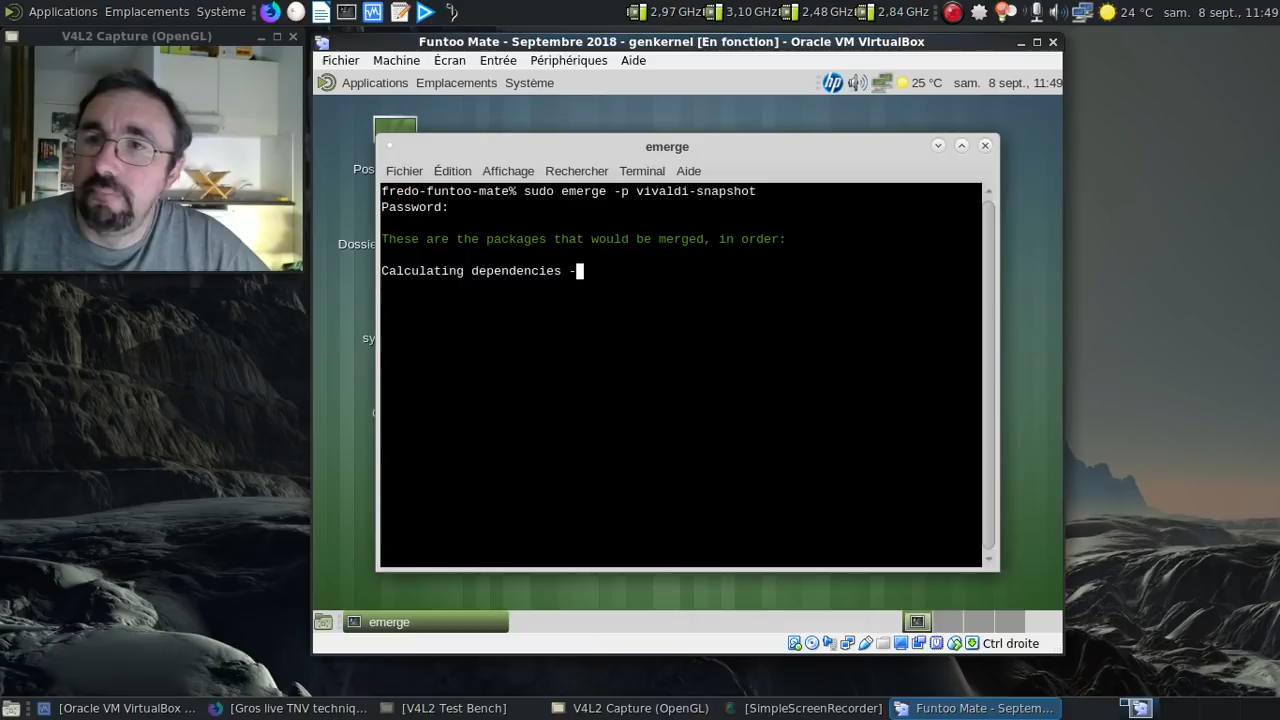 Applications Emplacements Système
2,97 GHz 3,10 GHz 2,45 GHz 2,84 GHz 24 °C sam. 8 sept., 11:49
V4L2 Capture (OpenGL)
Funtoo Mate - Septembre 2018 - genkernel [En fonction] - Oracle VM VirtualBox
Fichier Machine Écran Entrée Périphériques Aide
Applications Emplacements Système 25 °C sam. 8 sept., 11:49
emerge
Fichier Édition Affichage Rechercher Terminal Aide
fredo-funtoo-mate% sudo emerge -p vivaldi-snapshot
Password:
These are the packages that would be merged, in order:
Calculating dependencies -
Pos
Dossie
sy
emerge
Ctrl droite
[Oracle VM VirtualBox ... [Gros live TNV techniq... [V4L2 Test Bench] V4L2 Capture (OpenGL) [SimpleScreenRecorder] Funtoo Mate - Septem...